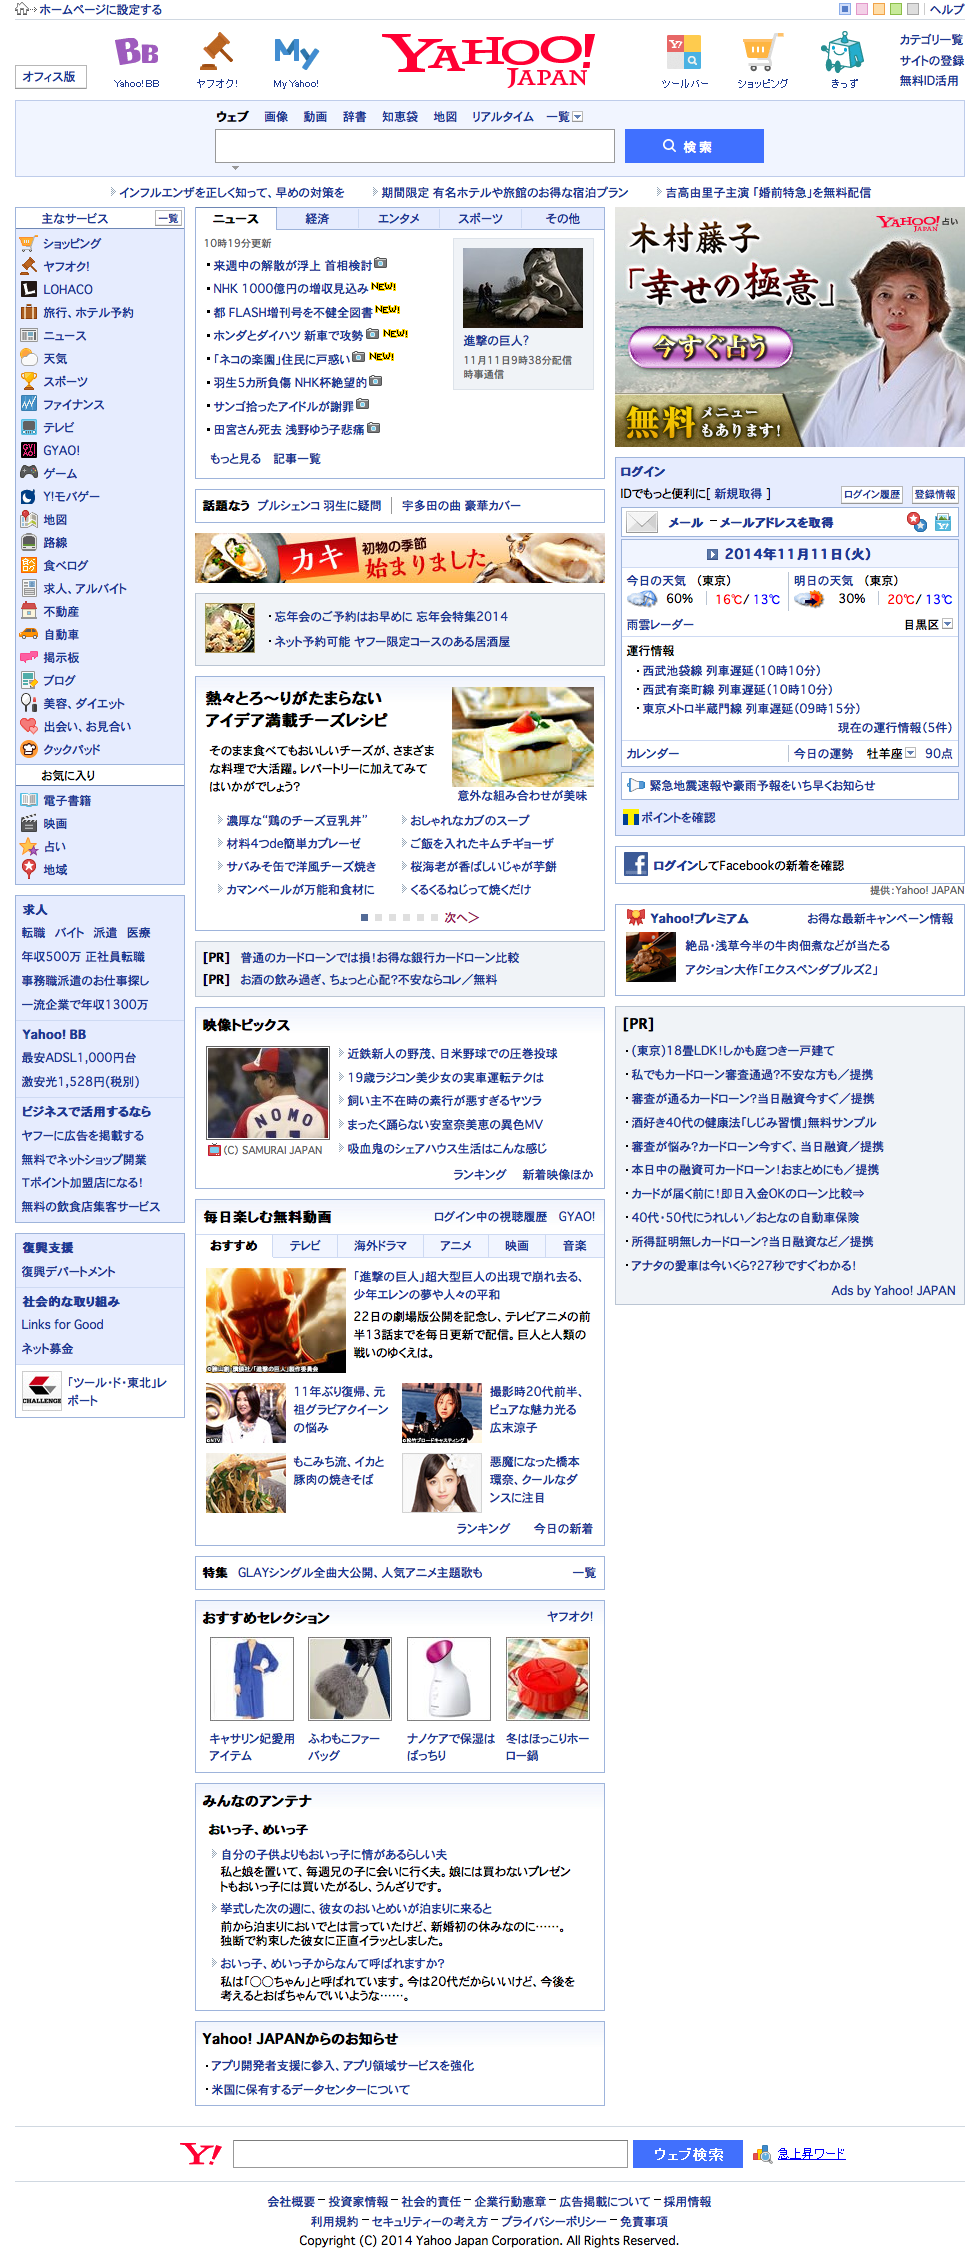 ホームページに設定する
ヘルプ
オフィス版
BB
Yahoo! BB
ヤフオク!
My
My Yahoo!
YAHOO!
JAPAN
ツールバー
ショッピング
きっず
カテゴリ一覧
サイトの登録
無料ID活用
ウェブ 画像 動画 辞書 知恵袋 地図 リアルタイム 一覧
検索
インフルエンザを正しく知って、早めの対策を
期間限定 有名ホテルや旅館のお得な宿泊プラン
吉高由里子主演 「婚前特急」を無料配信
主なサービス 一覧
ショッピング
ヤフオク!
LOHACO
旅行、ホテル予約
ニュース
天気
スポーツ
ファイナンス
テレビ
GYAO!
ゲーム
Y!モバゲー
地図
路線
食べログ
求人、アルバイト
不動産
自動車
掲示板
ブログ
美容、ダイエット
出会い、お見合い
クックパッド
お気に入り
電子書籍
映画
占い
地域
求人
転職 バイト 派遣 医療
年収500万 正社員転職
事務職派遣のお仕事探し
一流企業で年収1300万
Yahoo! BB
最安ADSL1,000円台
激安光1,528円(税別)
ビジネスで活用するなら
ヤフーに広告を掲載する
無料でネットショップ開業
Tポイント加盟店になる!
無料の飲食店集客サービス
復興支援
復興デパートメント
社会的な取り組み
Links for Good
ネット募金
CHALLENGE
「ツール・ド・東北」レ
ポート
ニュース 経済 エンタメ スポーツ その他
10時19分更新
・来週中の解散が浮上 首相検討
・NHK 1000億円の増収見込み NEW!
・都 FLASH増刊号を不健全図書 NEW!
・ホンダとダイハツ 新車で攻勢 NEW!
・「ネコの楽園」住民に戸惑い NEW!
・羽生5カ所負傷 NHK杯絶望的
・サンゴ拾ったアイドルが謝罪
・田宮さん死去 浅野ゆう子悲痛
もっと見る 記事一覧
進撃の巨人?
11月11日9時38分配信
時事通信
話題なう プルシェンコ 羽生に疑問 宇多田の曲 豪華カバー
カキ 初物の季節
始まりました
・忘年会のご予約はお早めに 忘年会特集2014
・ネット予約可能 ヤフー限定コースのある居酒屋
熱々とろ〜りがたまらない
アイデア満載チーズレシピ
そのまま食べてもおいしいチーズが、さまざま
な料理で大活躍。レパートリーに加えてみて
はいかがでしょう?
意外な組み合わせが美味
濃厚な“鶏のチーズ豆乳丼” おしゃれなカブのスープ
材料4つde簡単カプレーゼ ご飯を入れたキムチギョーザ
サバみそ缶で洋風チーズ焼き 桜海老が香ばしいじゃが芋餅
カマンベールが万能和食材に くるくるねじって焼くだけ
次へ＞
[PR] 普通のカードローンでは損!お得な銀行カードローン比較
[PR] お酒の飲み過ぎ、ちょっと心配?不安ならコレ／無料
映像トピックス
NOMO
(C) SAMURAI JAPAN
近鉄新人の野茂、日米野球での圧巻投球
19歳ラジコン美少女の実車運転テクは
飼い主不在時の素行が悪すぎるヤツラ
まったく踊らない安室奈美恵の異色MV
吸血鬼のシェアハウス生活はこんな感じ
ランキング 新着映像ほか
毎日楽しむ無料動画 ログイン中の視聴履歴 GYAO!
おすすめ テレビ 海外ドラマ アニメ 映画 音楽
「進撃の巨人」超大型巨人の出現で崩れ去る、
少年エレンの夢や人々の平和
22日の劇場版公開を記念し、テレビアニメの前
半13話までを毎日更新で配信。巨人と人類の
戦いのゆくえは。
11年ぶり復帰、元
祖グラビアクイーン
の悩み
撮影時20代前半、
ピュアな魅力光る
広末涼子
もこみち流、イカと
豚肉の焼きそば
悪魔になった橋本
環奈、クールなダ
ンスに注目
ランキング 今日の新着
特集 GLAYシングル全曲大公開、人気アニメ主題歌も 一覧
おすすめセレクション ヤフオク!
キャサリン妃愛用
アイテム
ふわもこファー
バッグ
ナノケアで保湿は
ばっちり
冬はほっこりホー
ロー鍋
みんなのアンテナ
おいっ子、めいっ子
自分の子供よりもおいっ子に情があるらしい夫
私と娘を置いて、毎週兄の子に会いに行く夫。娘には買わないプレゼン
トもおいっ子には買いたがるし、うんざりです。
挙式した次の週に、彼女のおいとめいが泊まりに来ると
前から泊まりにおいでとは言っていたけど、新婚初の休みなのに……。
独断で約束した彼女に正直イラッとしました。
おいっ子、めいっ子からなんて呼ばれますか?
私は「○○ちゃん」と呼ばれています。今は20代だからいいけど、今後を
考えるとおばちゃんでいいような……。
Yahoo! JAPANからのお知らせ
・アプリ開発者支援に参入、アプリ領域サービスを強化
・米国に保有するデータセンターについて
YAHOO! JAPAN 占い
木村藤子
「幸せの極意」
今すぐ占う
無料 メニュー
もあります!
ログイン
IDでもっと便利に[ 新規取得 ] ログイン履歴 登録情報
メール － メールアドレスを取得
2014年11月11日(火)
今日の天気 (東京) 明日の天気 (東京)
60% 16℃/ 13℃ 30% 20℃/ 13℃
雨雲レーダー 目黒区
運行情報
・西武池袋線 列車遅延(10時10分)
・西武有楽町線 列車遅延(10時10分)
・東京メトロ半蔵門線 列車遅延(09時15分)
現在の運行情報(5件)
カレンダー 今日の運勢 牡羊座 90点
緊急地震速報や豪雨予報をいち早くお知らせ
ポイントを確認
ログインしてFacebookの新着を確認
提供：Yahoo! JAPAN
Yahoo!プレミアム お得な最新キャンペーン情報
絶品・浅草今半の牛肉佃煮などが当たる
アクション大作「エクスペンダブルズ2」
[PR]
・(東京)18畳LDK!しかも庭つき一戸建て
・私でもカードローン審査通過?不安な方も／提携
・審査が通るカードローン?当日融資今すぐ／提携
・酒好き40代の健康法「しじみ習慣」無料サンプル
・審査が悩み?カードローン今すぐ、当日融資／提携
・本日中の融資可カードローン!おまとめにも／提携
・カードが届く前に!即日入金OKのローン比較⇒
・40代・50代にうれしい／おとなの自動車保険
・所得証明無しカードローン?当日融資など／提携
・アナタの愛車は今いくら?27秒ですぐわかる!
Ads by Yahoo! JAPAN
Y!
ウェブ検索
急上昇ワード
会社概要 － 投資家情報 － 社会的責任 － 企業行動憲章 － 広告掲載について － 採用情報
利用規約 － セキュリティーの考え方 － プライバシーポリシー － 免責事項
Copyright (C) 2014 Yahoo Japan Corporation. All Rights Reserved.